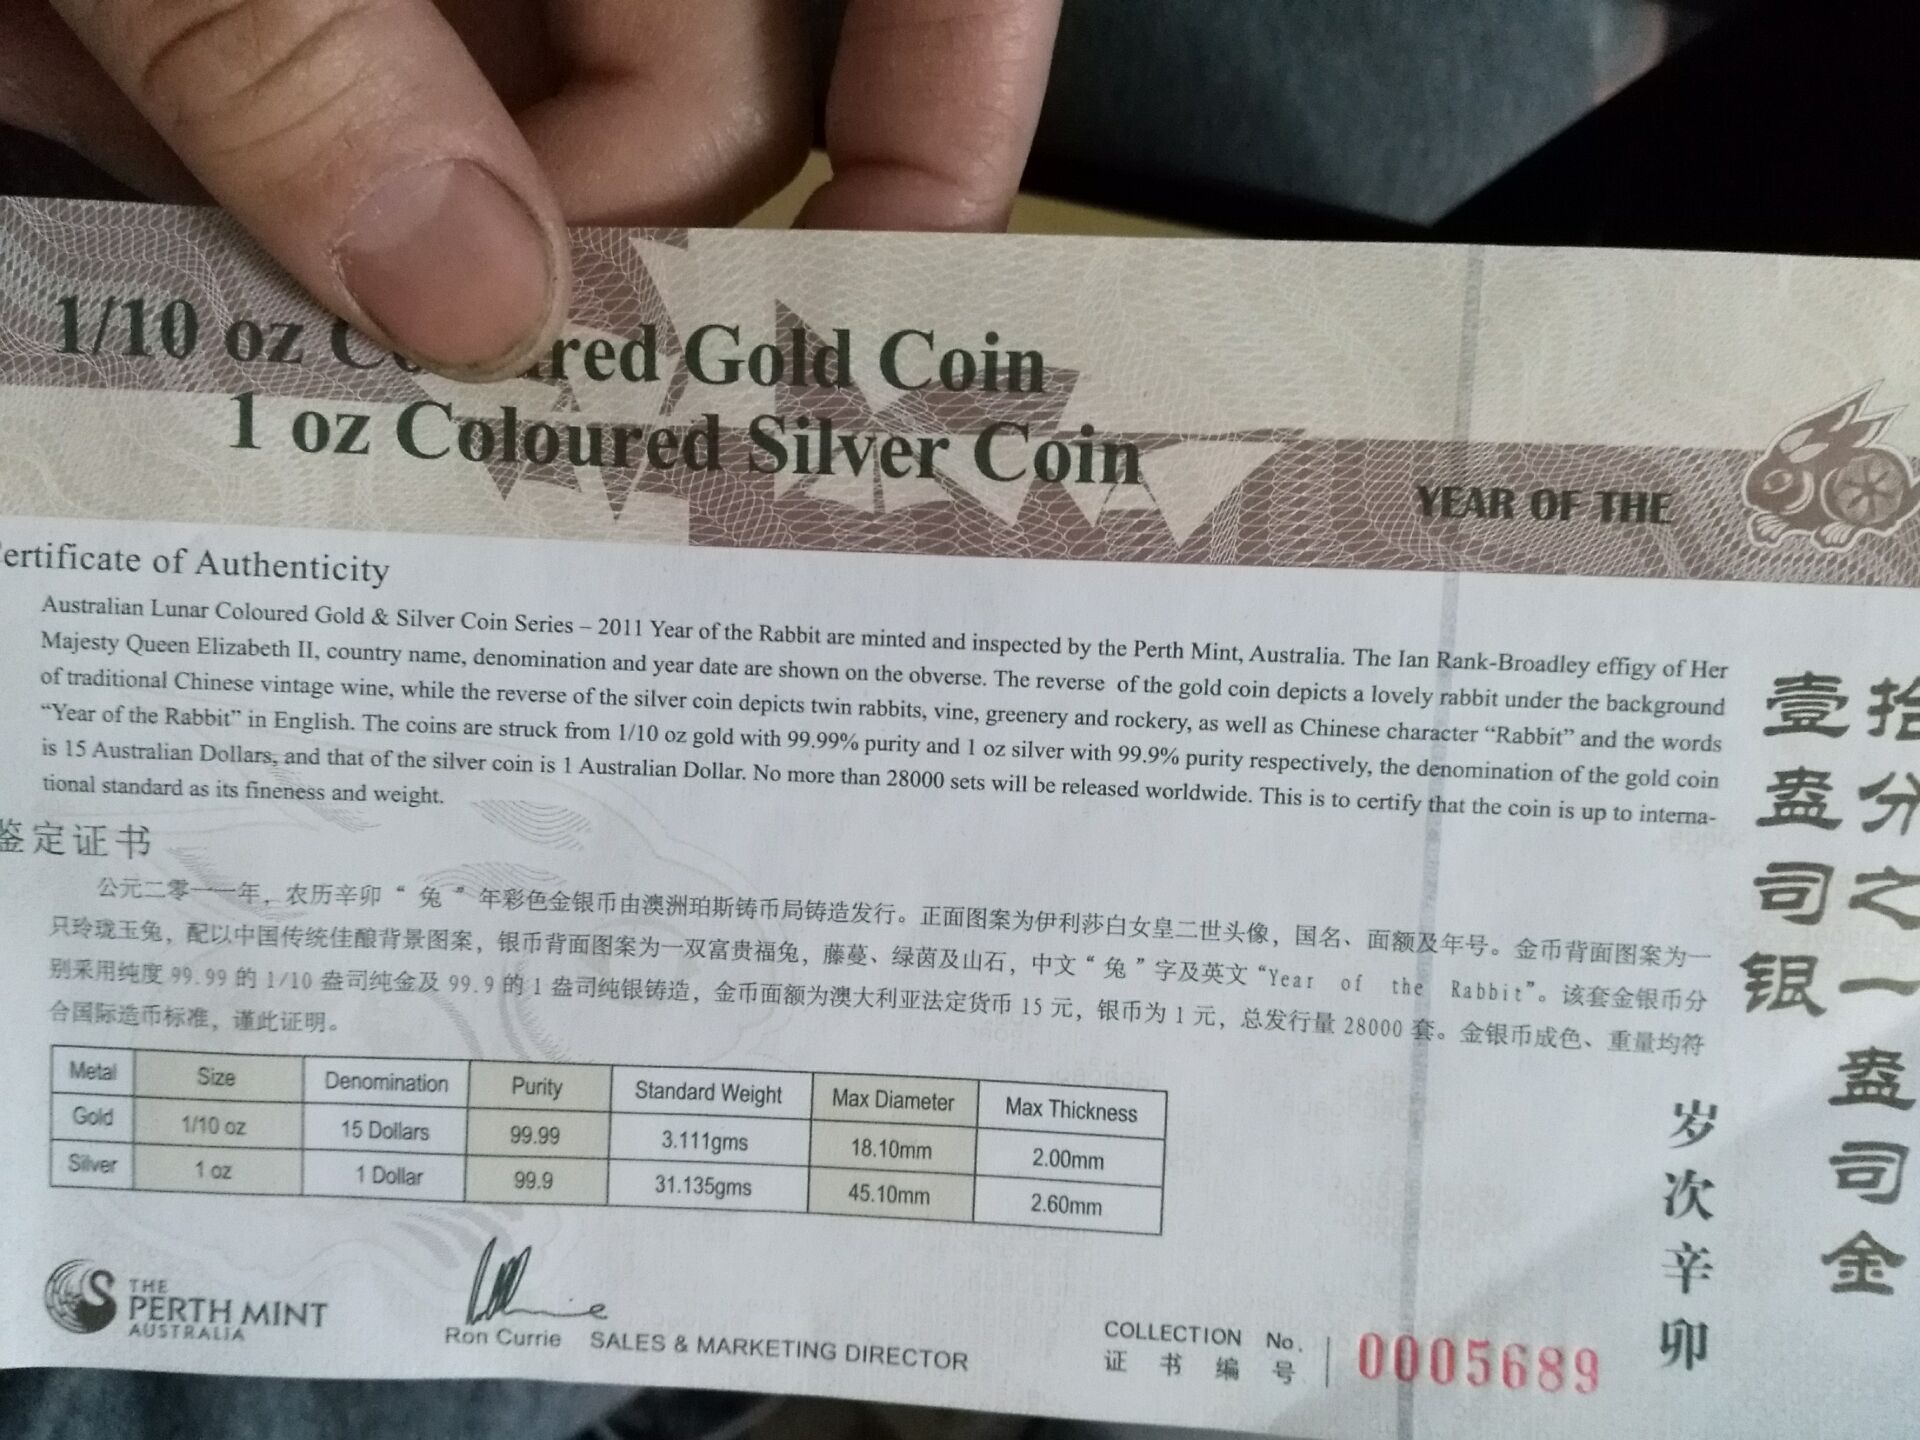 1/10 oz Coloured Gold Coin
1 oz Coloured Silver Coin
YEAR OF THE
ertificate of Authenticity
Australian Lunar Coloured Gold & Silver Coin Series – 2011 Year of the Rabbit are minted and inspected by the Perth Mint, Australia. The Ian Rank-Broadley effigy of Her
Majesty Queen Elizabeth II, country name, denomination and year date are shown on the obverse. The reverse of the gold coin depicts a lovely rabbit under the background
of traditional Chinese vintage wine, while the reverse of the silver coin depicts twin rabbits, vine, greenery and rockery, as well as Chinese character “Rabbit” and the words
“Year of the Rabbit” in English. The coins are struck from 1/10 oz gold with 99.99% purity and 1 oz silver with 99.9% purity respectively, the denomination of the gold coin
is 15 Australian Dollars, and that of the silver coin is 1 Australian Dollar. No more than 28000 sets will be released worldwide. This is to certify that the coin is up to interna-
tional standard as its fineness and weight.
鉴定证书
公元二零一一年，农历辛卯“兔”年彩色金银币由澳洲珀斯铸币局铸造发行。正面图案为伊利莎白女皇二世头像，国名、面额及年号。金币背面图案为一
只玲珑玉兔，配以中国传统佳酿背景图案，银币背面图案为一双富贵福兔，藤蔓、绿茵及山石，中文“兔”字及英文“Year of the Rabbit”。该套金银币分
别采用纯度 99.99 的 1/10 盎司纯金及 99.9 的 1 盎司纯银铸造，金币面额为澳大利亚法定货币 15 元，银币为 1 元，总发行量 28000 套。金银币成色、重量均符
合国际造币标准，谨此证明。
Metal Size Denomination Purity Standard Weight Max Diameter Max Thickness
Gold 1/10 oz 15 Dollars 99.99 3.111gms 18.10mm 2.00mm
Silver 1 oz 1 Dollar 99.9 31.135gms 45.10mm 2.60mm
THE
PERTH MINT
AUSTRALIA
Ron Currie SALES & MARKETING DIRECTOR
COLLECTION No.
证书编号
0005689
拾分之一盎司金
壹盎司银
岁次辛卯